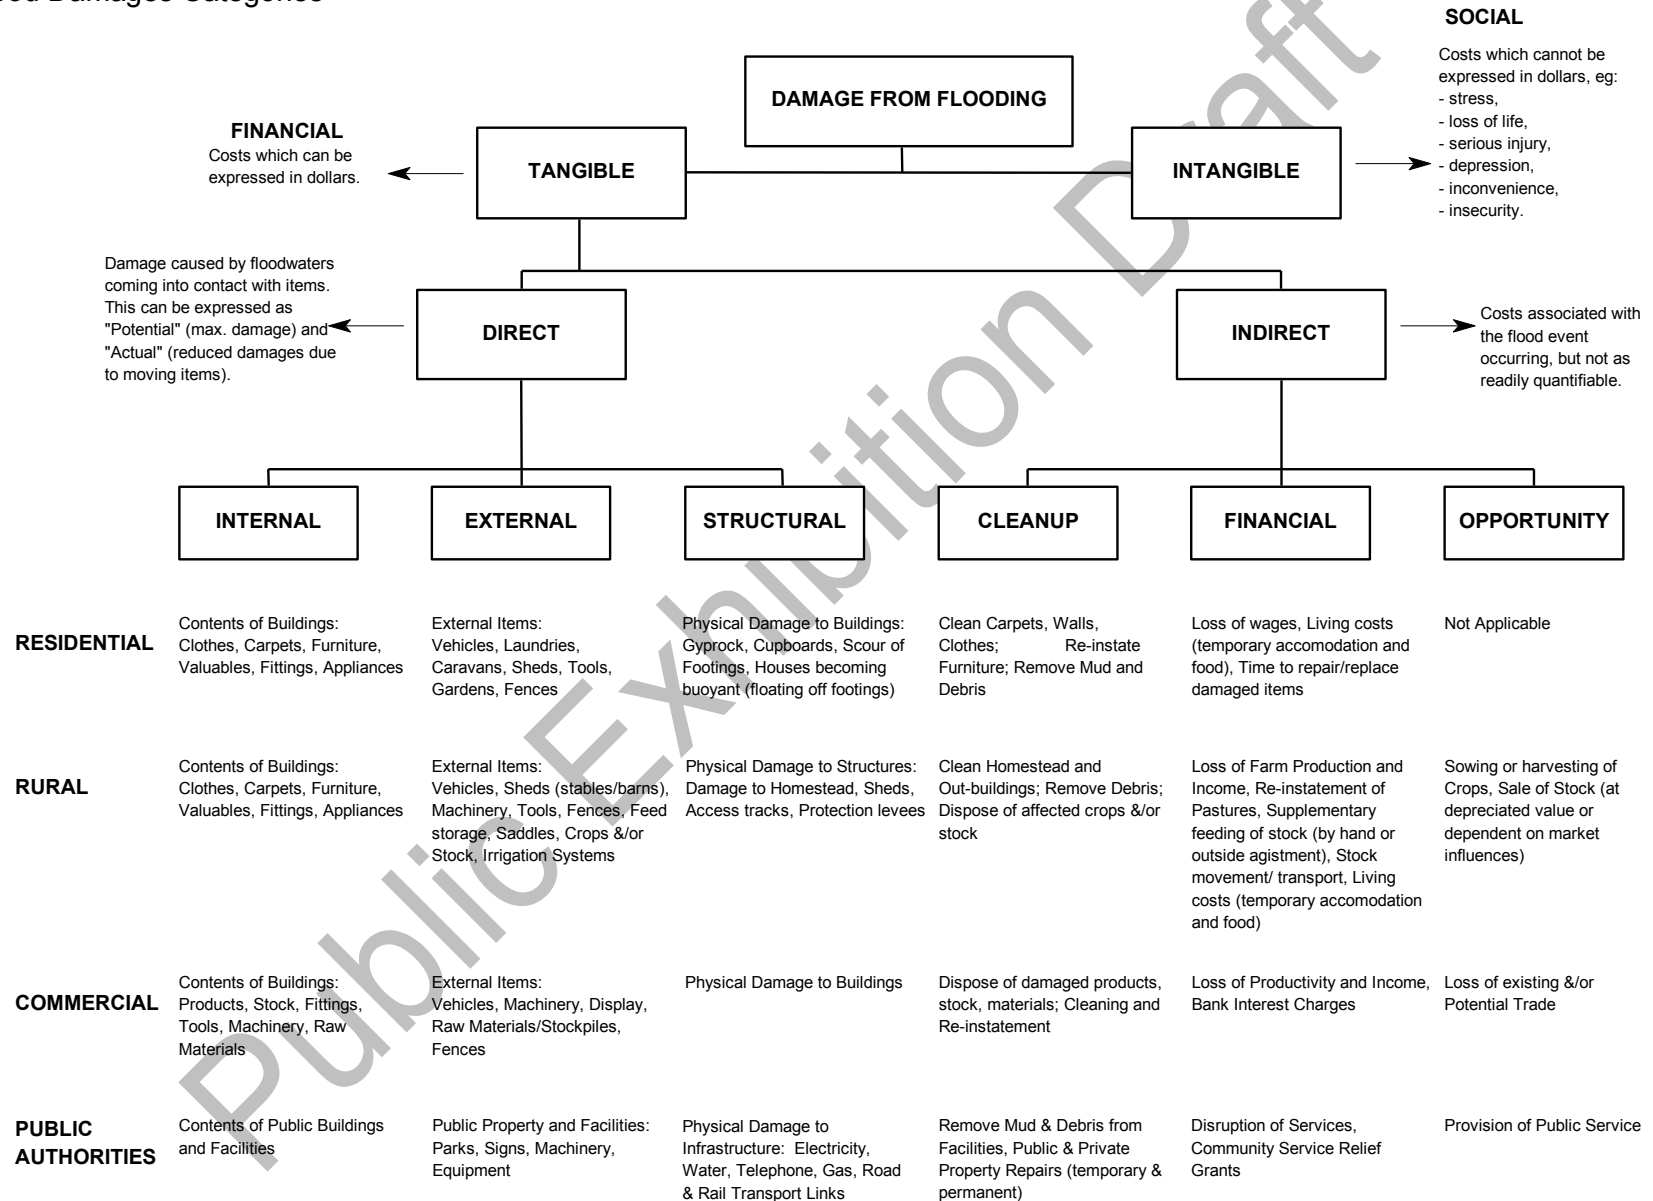 SOCIAL
Costs which cannot be
expressed in dollars, eg:
- stress,
- loss of life,
- serious injury,
- depression,
- inconvenience,
- insecurity.
DAMAGE FROM FLOODING
FINANCIAL
Costs which can be
expressed in dollars.
TANGIBLE
INTANGIBLE
Damage caused by floodwaters
coming into contact with items.
This can be expressed as
"Potential" (max. damage) and
"Actual" (reduced damages due
to moving items).
DIRECT
INDIRECT
Costs associated with
the flood event
occurring, but not as
readily quantifiable.
INTERNAL
EXTERNAL
STRUCTURAL
CLEANUP
FINANCIAL
OPPORTUNITY
RESIDENTIAL
Contents of Buildings:
Clothes, Carpets, Furniture,
Valuables, Fittings, Appliances
External Items:
Vehicles, Laundries,
Caravans, Sheds, Tools,
Gardens, Fences
Physical Damage to Buildings:
Gyprock, Cupboards, Scour of
Footings, Houses becoming
buoyant (floating off footings)
Clean Carpets, Walls,
Clothes; Re-instate
Furniture; Remove Mud and
Debris
Loss of wages, Living costs
(temporary accomodation and
food), Time to repair/replace
damaged items
Not Applicable
RURAL
Contents of Buildings:
Clothes, Carpets, Furniture,
Valuables, Fittings, Appliances
External Items:
Vehicles, Sheds (stables/barns),
Machinery, Tools, Fences, Feed
storage, Saddles, Crops &/or
Stock, Irrigation Systems
Physical Damage to Structures:
Damage to Homestead, Sheds,
Access tracks, Protection levees
Clean Homestead and
Out-buildings; Remove Debris;
Dispose of affected crops &/or
stock
Loss of Farm Production and
Income, Re-instatement of
Pastures, Supplementary
feeding of stock (by hand or
outside agistment), Stock
movement/ transport, Living
costs (temporary accomodation
and food)
Sowing or harvesting of
Crops, Sale of Stock (at
depreciated value or
dependent on market
influences)
COMMERCIAL
Contents of Buildings:
Products, Stock, Fittings,
Tools, Machinery, Raw
Materials
External Items:
Vehicles, Machinery, Display,
Raw Materials/Stockpiles,
Fences
Physical Damage to Buildings
Dispose of damaged products,
stock, materials; Cleaning and
Re-instatement
Loss of Productivity and Income,
Bank Interest Charges
Loss of existing &/or
Potential Trade
PUBLIC
AUTHORITIES
Contents of Public Buildings
and Facilities
Public Property and Facilities:
Parks, Signs, Machinery,
Equipment
Physical Damage to
Infrastructure: Electricity,
Water, Telephone, Gas, Road
& Rail Transport Links
Remove Mud & Debris from
Facilities, Public & Private
Property Repairs (temporary &
permanent)
Disruption of Services,
Community Service Relief
Grants
Provision of Public Service
Public Exhibition Draft